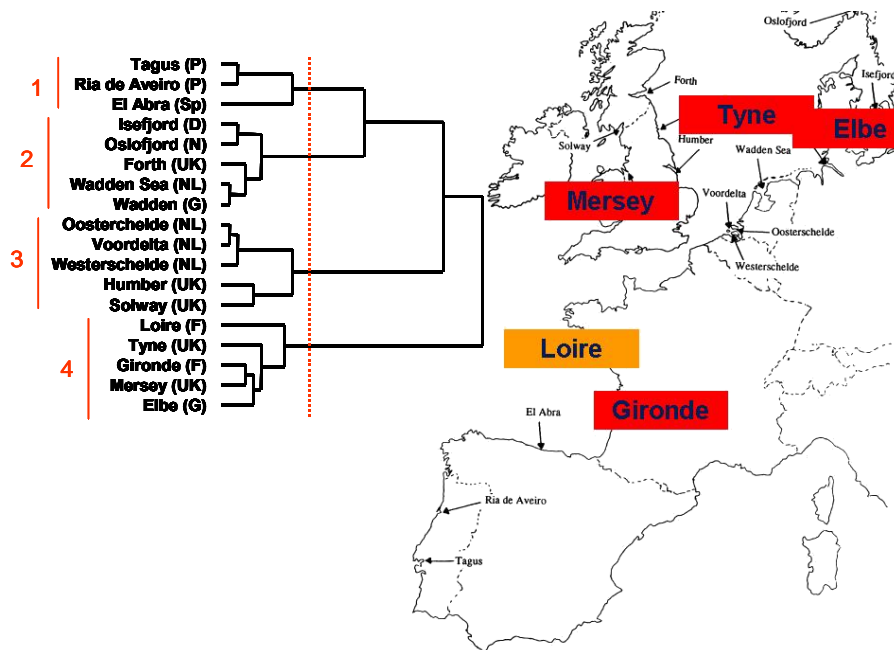 1
Tagus (P)
Ria de Aveiro (P)
El Abra (Sp)
2
Isefjord (D)
Oslofjord (N)
Forth (UK)
Wadden Sea (NL)
Wadden (G)
3
Oosterchelde (NL)
Voordelta (NL)
Westerschelde (NL)
Humber (UK)
Solway (UK)
4
Loire (F)
Tyne (UK)
Gironde (F)
Mersey (UK)
Elbe (G)
Oslofjord
Isefjord
Forth
Tyne
Elbe
Solway
Humber
Wadden Sea
Mersey
Voordelta
Oosterschelde
Westerschelde
Loire
Gironde
El Abra
Ria de Aveiro
Tagus